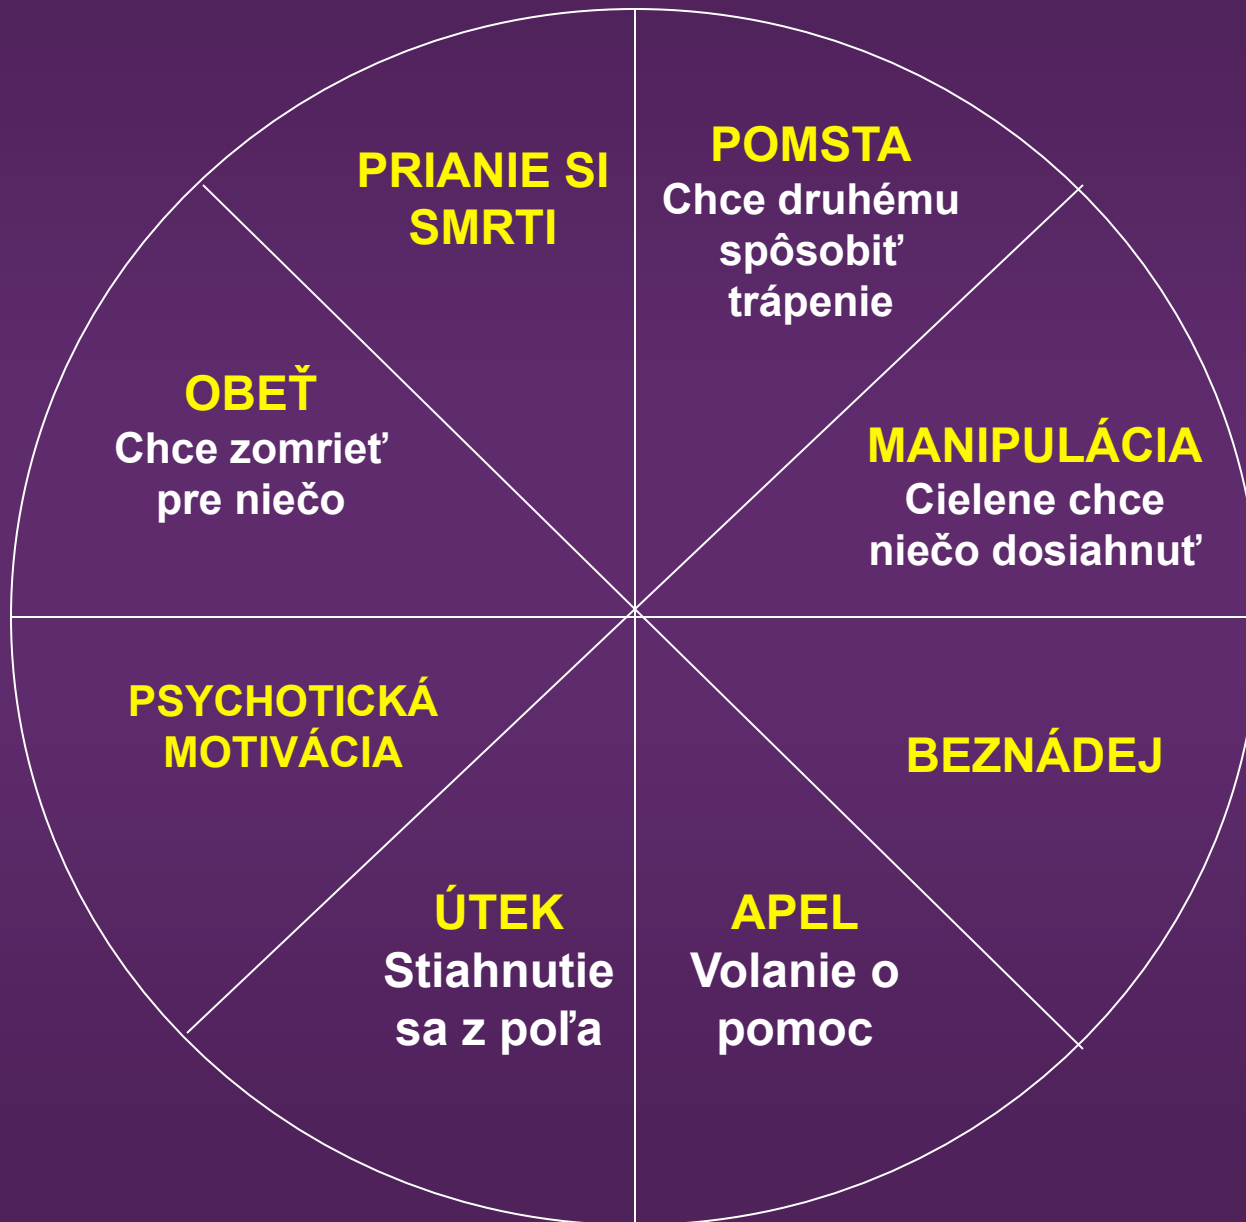 PRIANIE SI
SMRTI
POMSTA
Chce druhému
spôsobiť
trápenie
OBEŤ
Chce zomrieť
pre niečo
MANIPULÁCIA
Cielene chce
niečo dosiahnuť
PSYCHOTICKÁ
MOTIVÁCIA
BEZNÁDEJ
ÚTEK
Stiahnutie
sa z poľa
APEL
Volanie o
pomoc